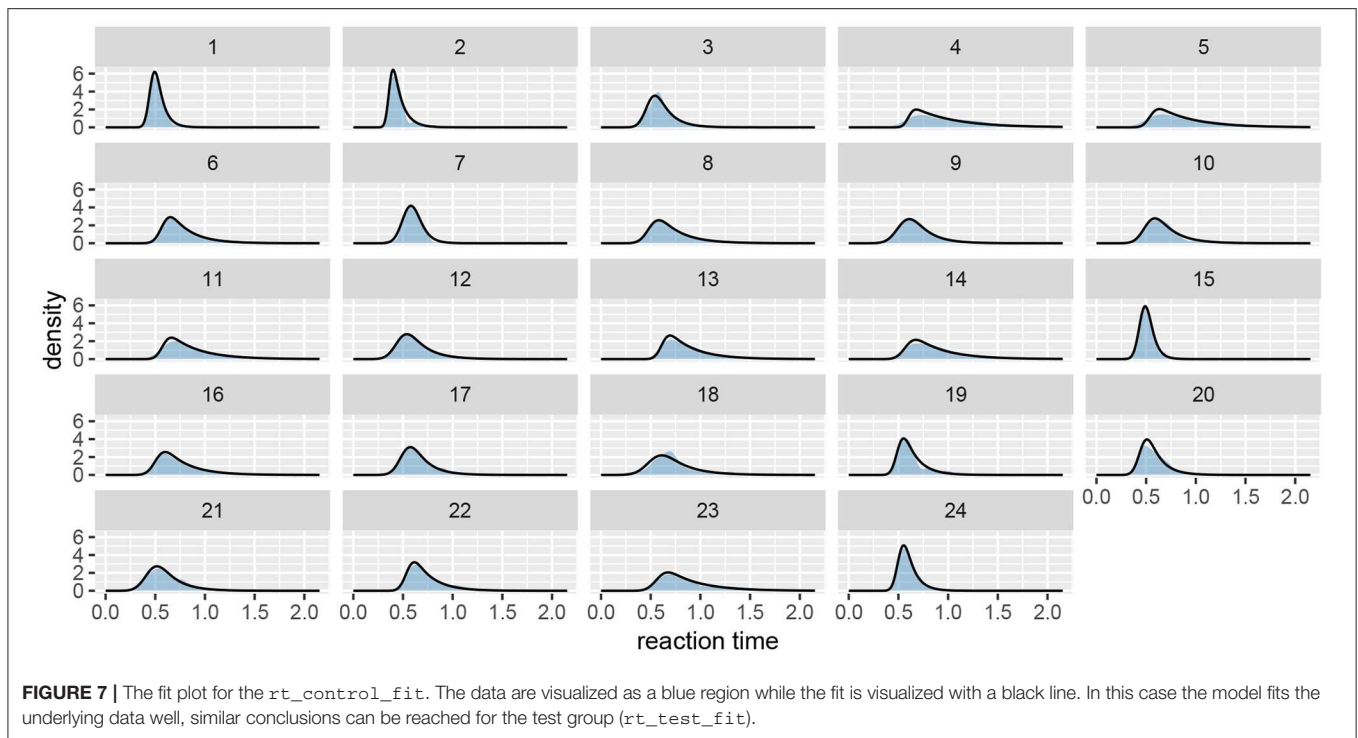 1 2 3 4 5
6
4
2
0
6 7 8 9 10
6
4
2
0
11 12 13 14 15
6
4
2
0
density
16 17 18 19 20
6
4
2
0
0.0 0.5 1.0 1.5 2.0
21 22 23 24
6
4
2
0
0.0 0.5 1.0 1.5 2.0 0.0 0.5 1.0 1.5 2.0 0.0 0.5 1.0 1.5 2.0 0.0 0.5 1.0 1.5 2.0
reaction time
FIGURE 7 | The fit plot for the rt_control_fit. The data are visualized as a blue region while the fit is visualized with a black line. In this case the model fits the
underlying data well, similar conclusions can be reached for the test group (rt_test_fit).